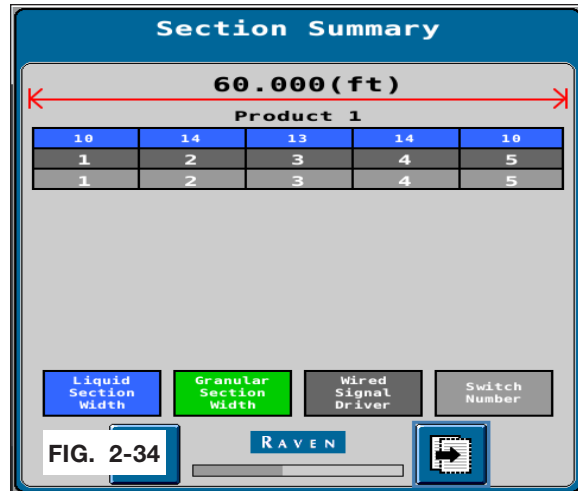 Section Summary
60.000(ft)
Product 1
10 14 13 14 10
1 2 3 4 5
1 2 3 4 5
Liquid Section Width
Granular Section Width
Wired Signal Driver
Switch Number
FIG. 2-34
RAVEN